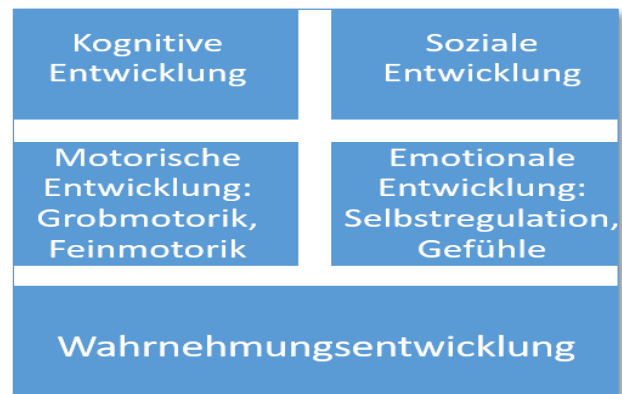 Kognitive
Entwicklung
Soziale
Entwicklung
Motorische
Entwicklung:
Grobmotorik,
Feinmotorik
Emotionale
Entwicklung:
Selbstregulation,
Gefühle
Wahrnehmungsentwicklung